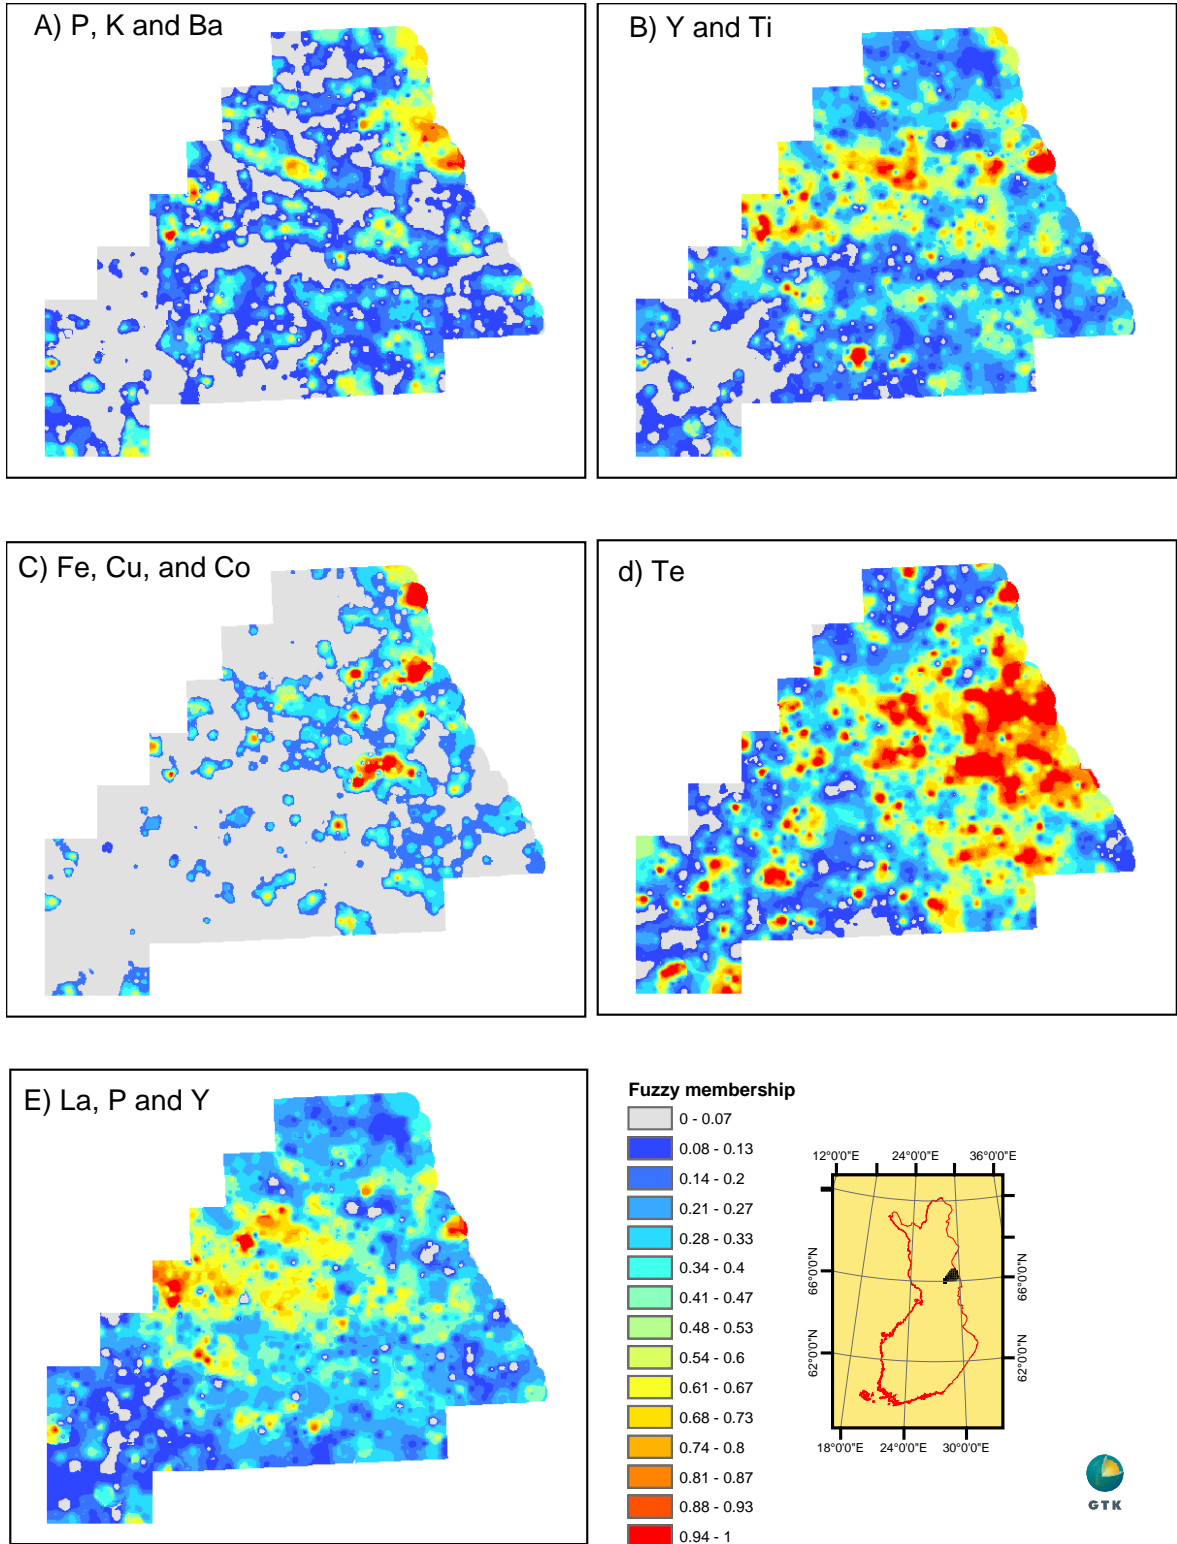 A) P, K and Ba
B) Y and Ti
C) Fe, Cu, and Co
d) Te
E) La, P and Y
Fuzzy membership
0 - 0.07
0.08 - 0.13
0.14 - 0.2
0.21 - 0.27
0.28 - 0.33
0.34 - 0.4
0.41 - 0.47
0.48 - 0.53
0.54 - 0.6
0.61 - 0.67
0.68 - 0.73
0.74 - 0.8
0.81 - 0.87
0.88 - 0.93
0.94 - 1
12°0'0"E 24°0'0"E 36°0'0"E
66°0'0"N 66°0'0"N
62°0'0"N 62°0'0"N
18°0'0"E 24°0'0"E 30°0'0"E
GTK